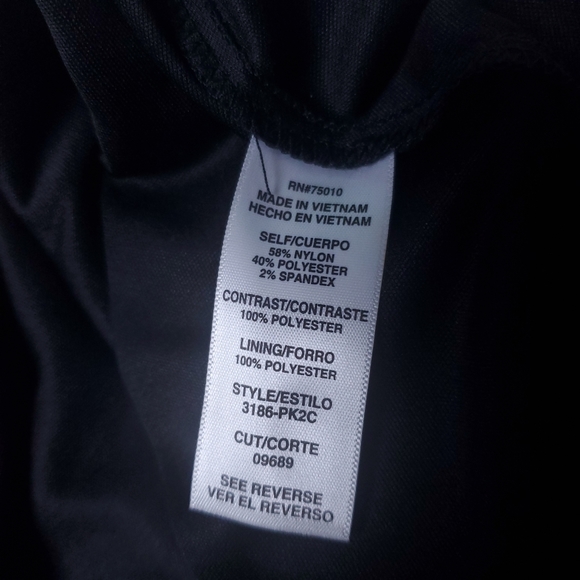 RN#75010
MADE IN VIETNAM
HECHO EN VIETNAM
SELF/CUERPO
58% NYLON
40% POLYESTER
2% SPANDEX
CONTRAST/CONTRASTE
100% POLYESTER
LINING/FORRO
100% POLYESTER
STYLE/ESTILO
3186-PK2C
CUT/CORTE
09689
SEE REVERSE
VER EL REVERSO